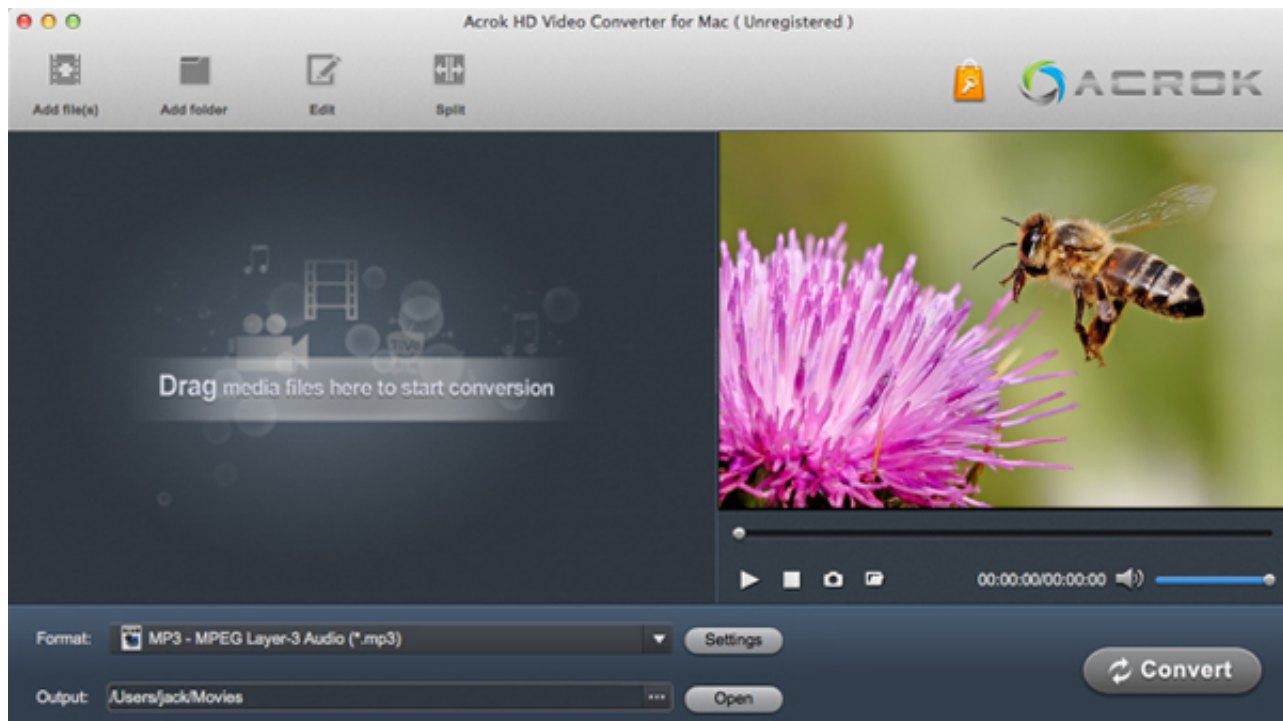 Acrok HD Video Converter for Mac ( Unregistered )
Add file(s) Add folder Edit Split
ACROK
TiVo
Drag media files here to start conversion
00:00:00/00:00:00
Format: MP3 - MPEG Layer-3 Audio (*.mp3) Settings
Convert
Output: /Users/jack/Movies ... Open